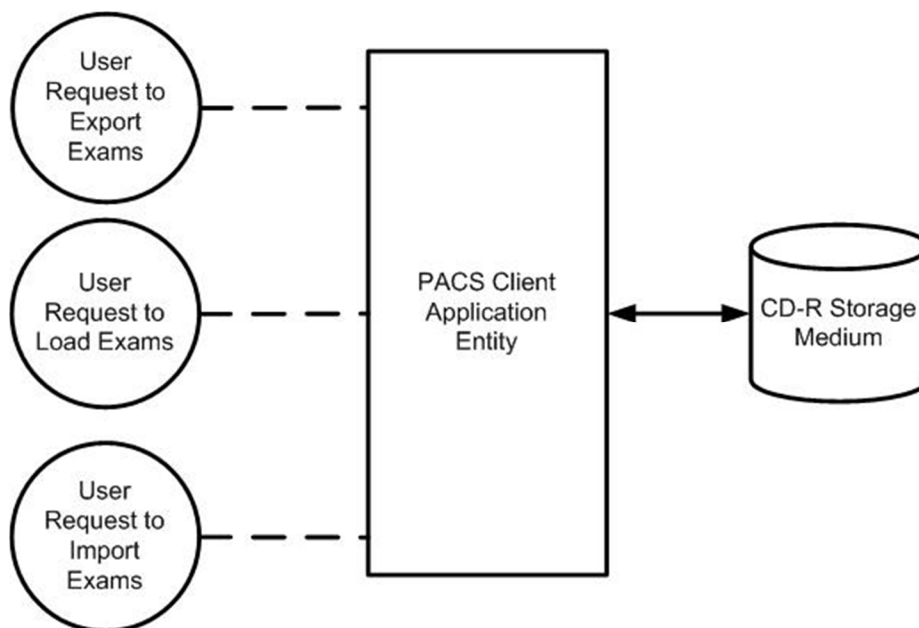 User
Request to
Export
Exams
User
Request to
Load Exams
User
Request to
Import
Exams
PACS Client
Application
Entity
CD-R Storage
Medium